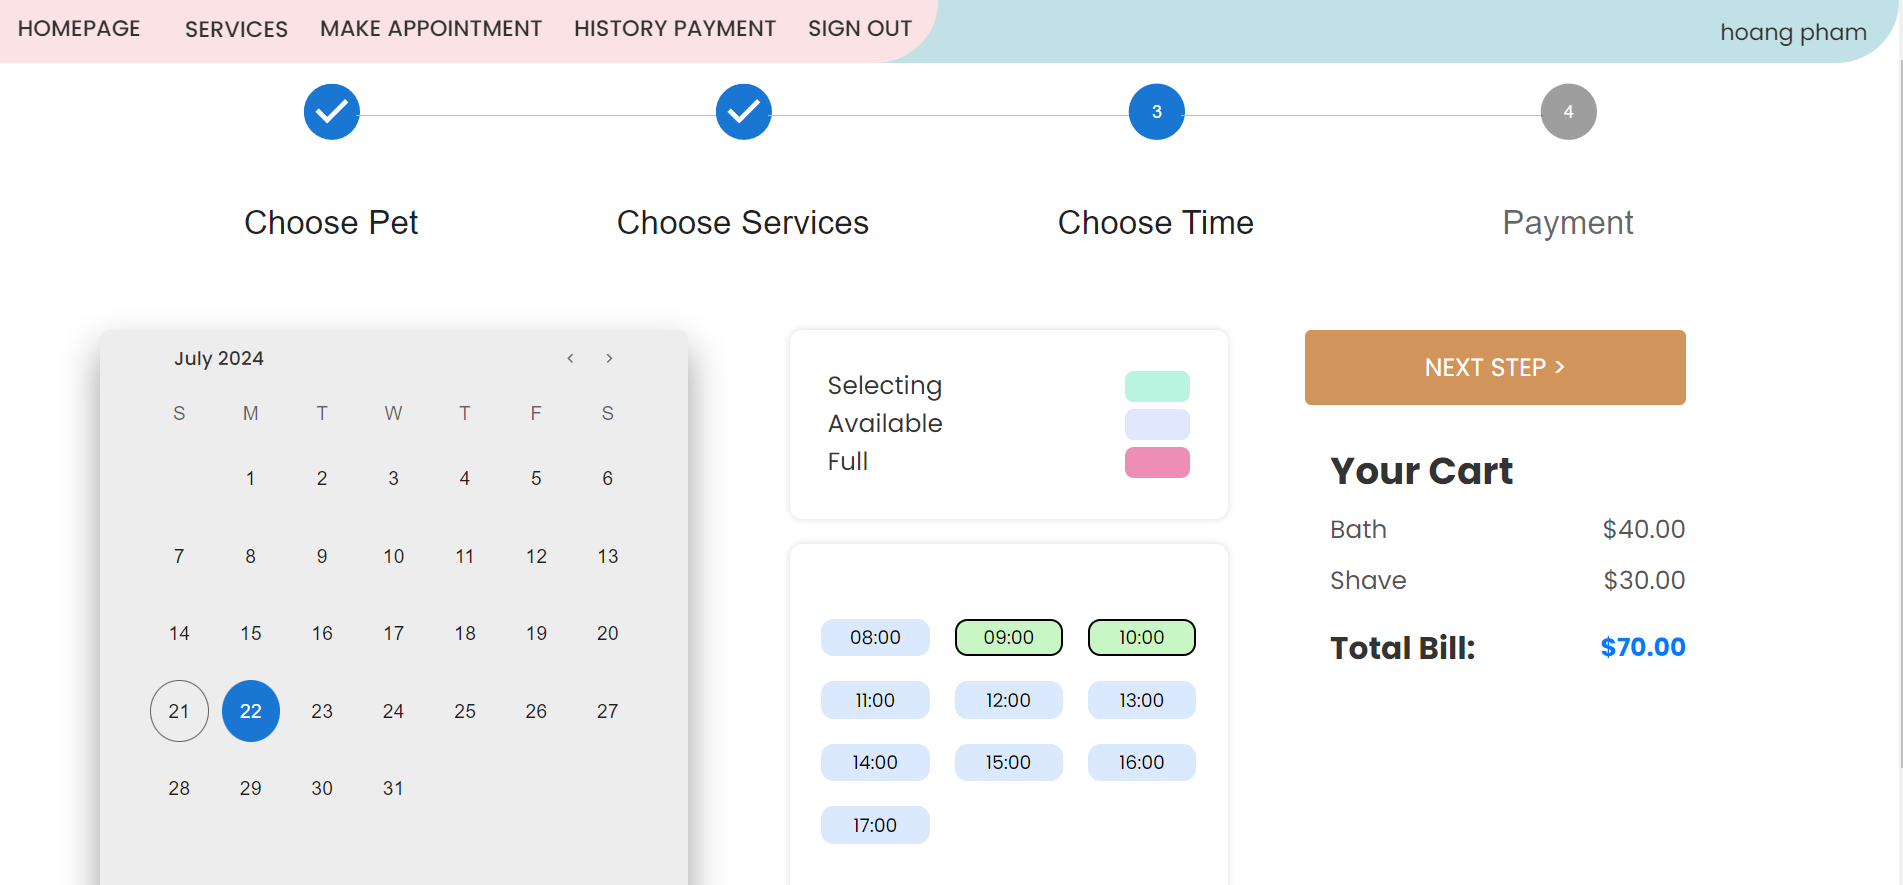 HOMEPAGE SERVICES MAKE APPOINTMENT HISTORY PAYMENT SIGN OUT hoang pham
3 4
Choose Pet Choose Services Choose Time Payment
July 2024 < >
S M T W T F S
1 2 3 4 5 6
7 8 9 10 11 12 13
14 15 16 17 18 19 20
21 22 23 24 25 26 27
28 29 30 31
Selecting
Available
Full
08:00 09:00 10:00
11:00 12:00 13:00
14:00 15:00 16:00
17:00
NEXT STEP >
Your Cart
Bath $40.00
Shave $30.00
Total Bill: $70.00